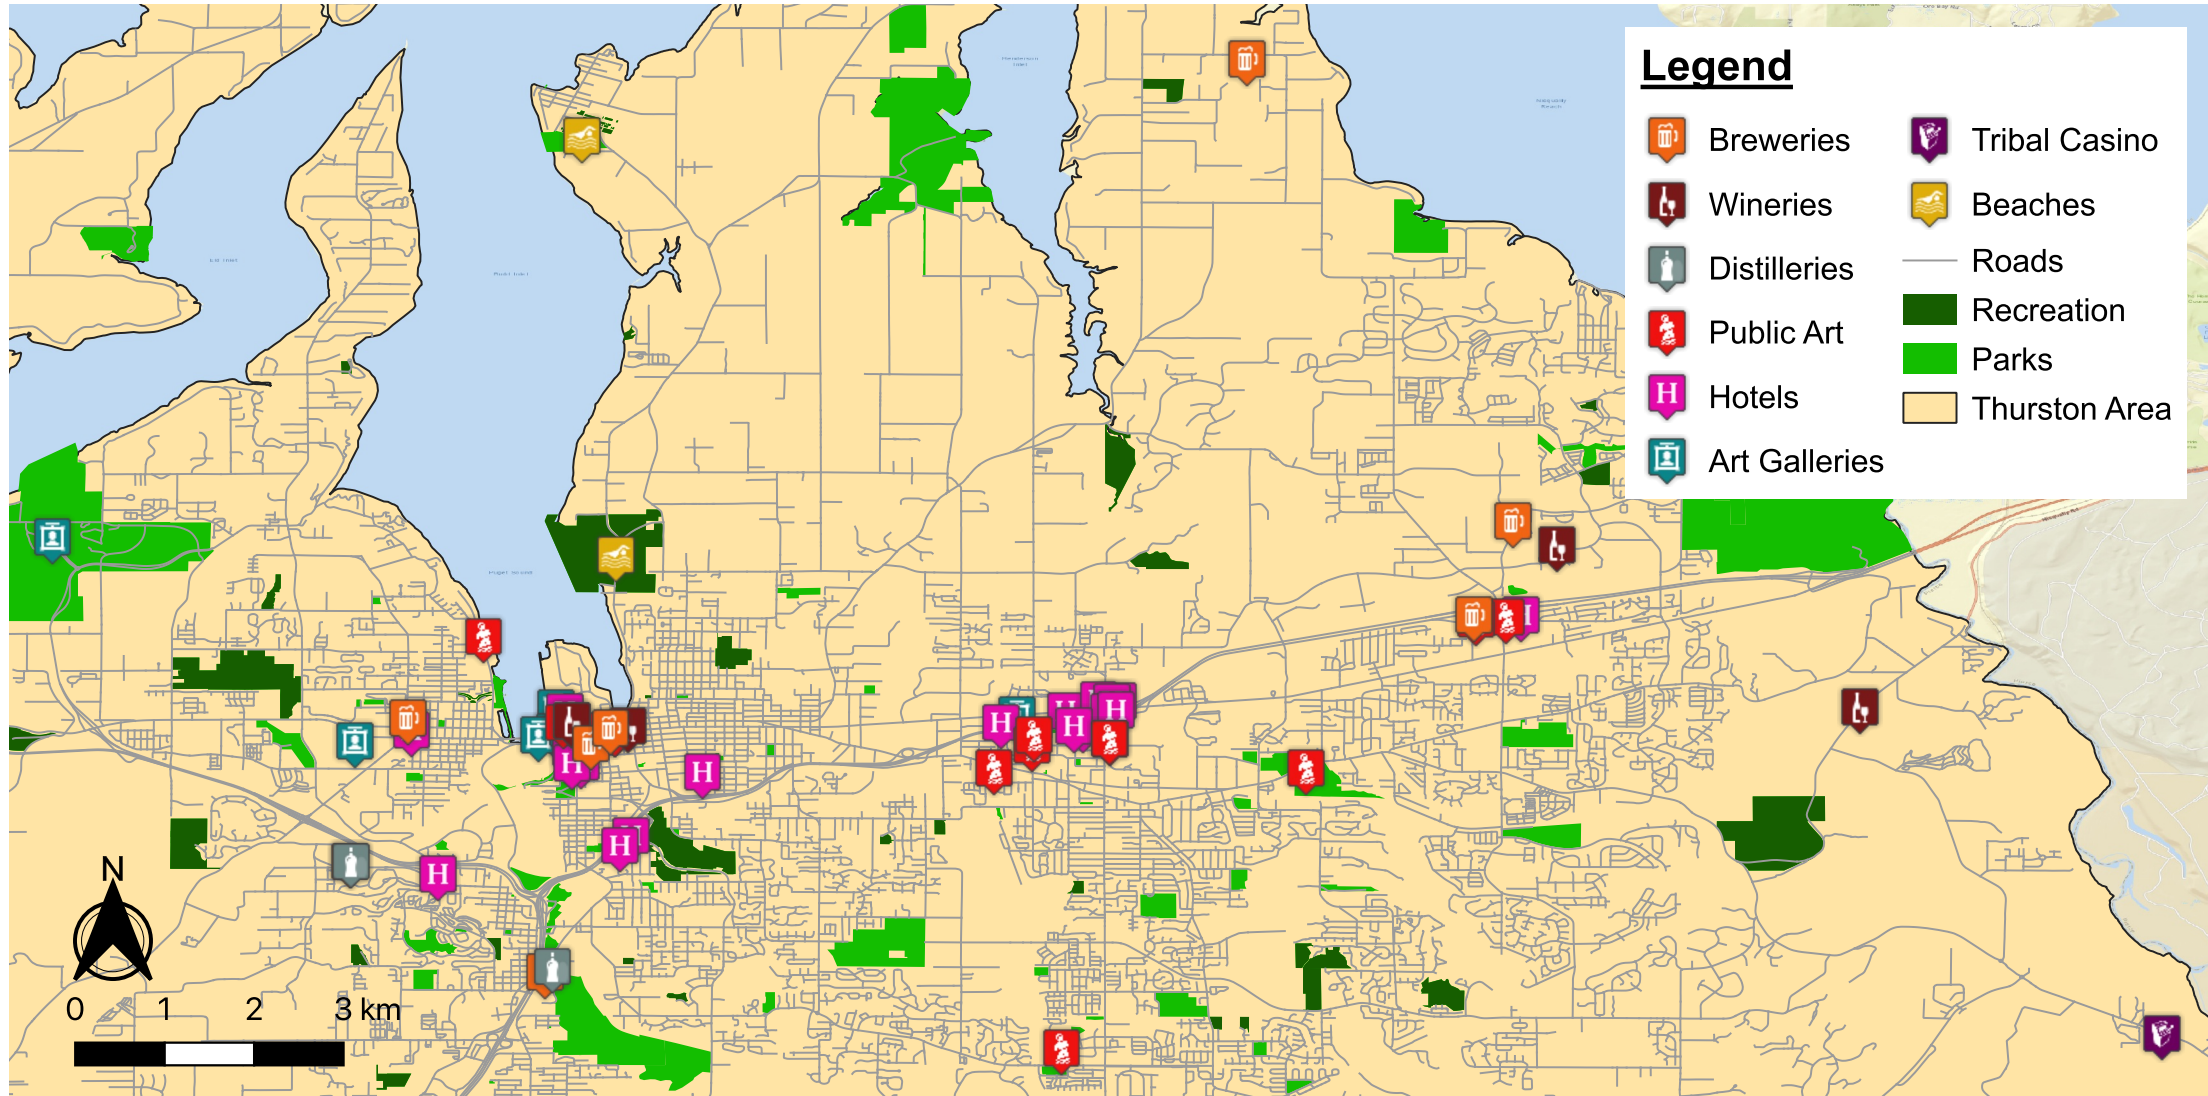 Legend
Breweries
Wineries
Distilleries
Public Art
Hotels
Art Galleries
Tribal Casino
Beaches
Roads
Recreation
Parks
Thurston Area
H
H
H
H
H
H
H
H
N
0 1 2 3 km